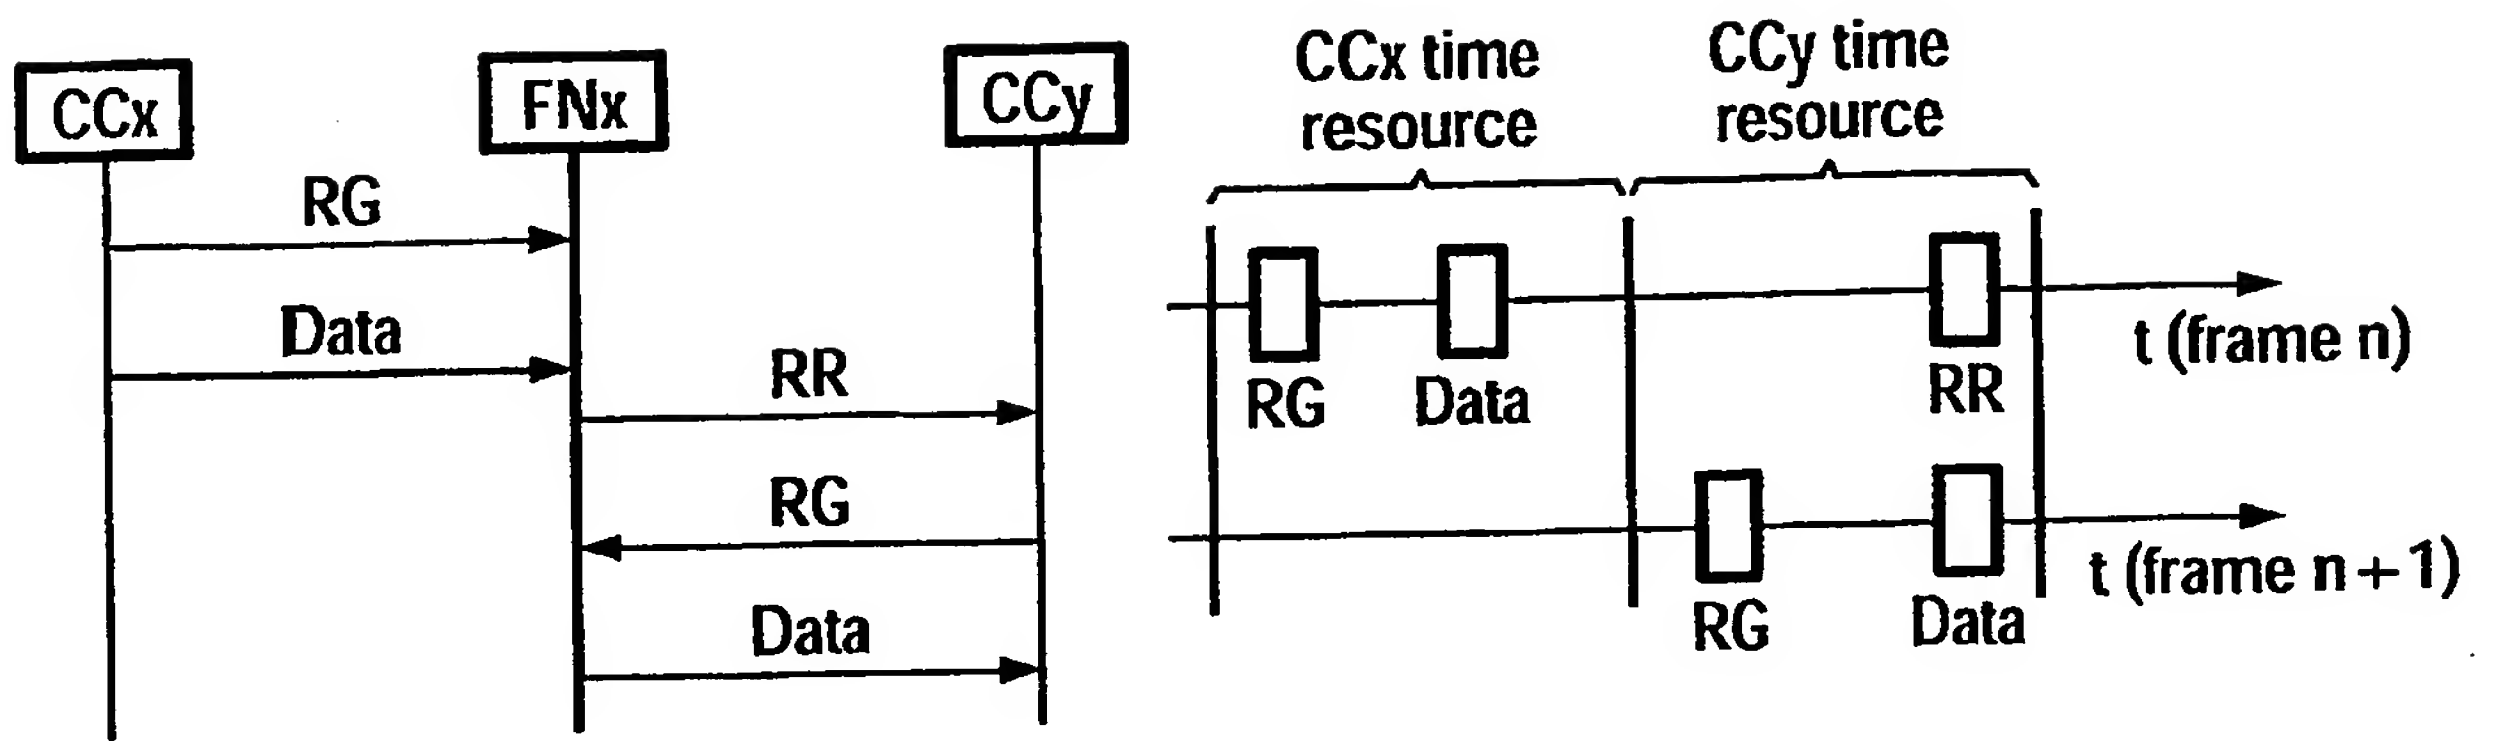 CCx
FNx
CCy
RG
Data
RR
RG
Data
CCx time
resource
CCy time
resource
RG
Data
RR
t (frame n)
RG
Data
t (frame n + 1)